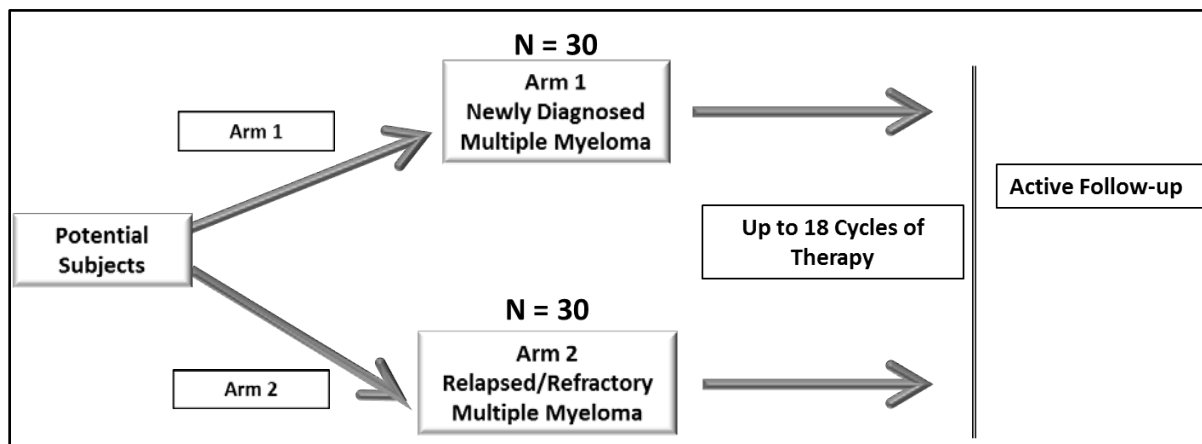 N = 30
Arm 1
Newly Diagnosed
Multiple Myeloma
Arm 1
Potential
Subjects
Up to 18 Cycles of
Therapy
Active Follow-up
N = 30
Arm 2
Relapsed/Refractory
Multiple Myeloma
Arm 2